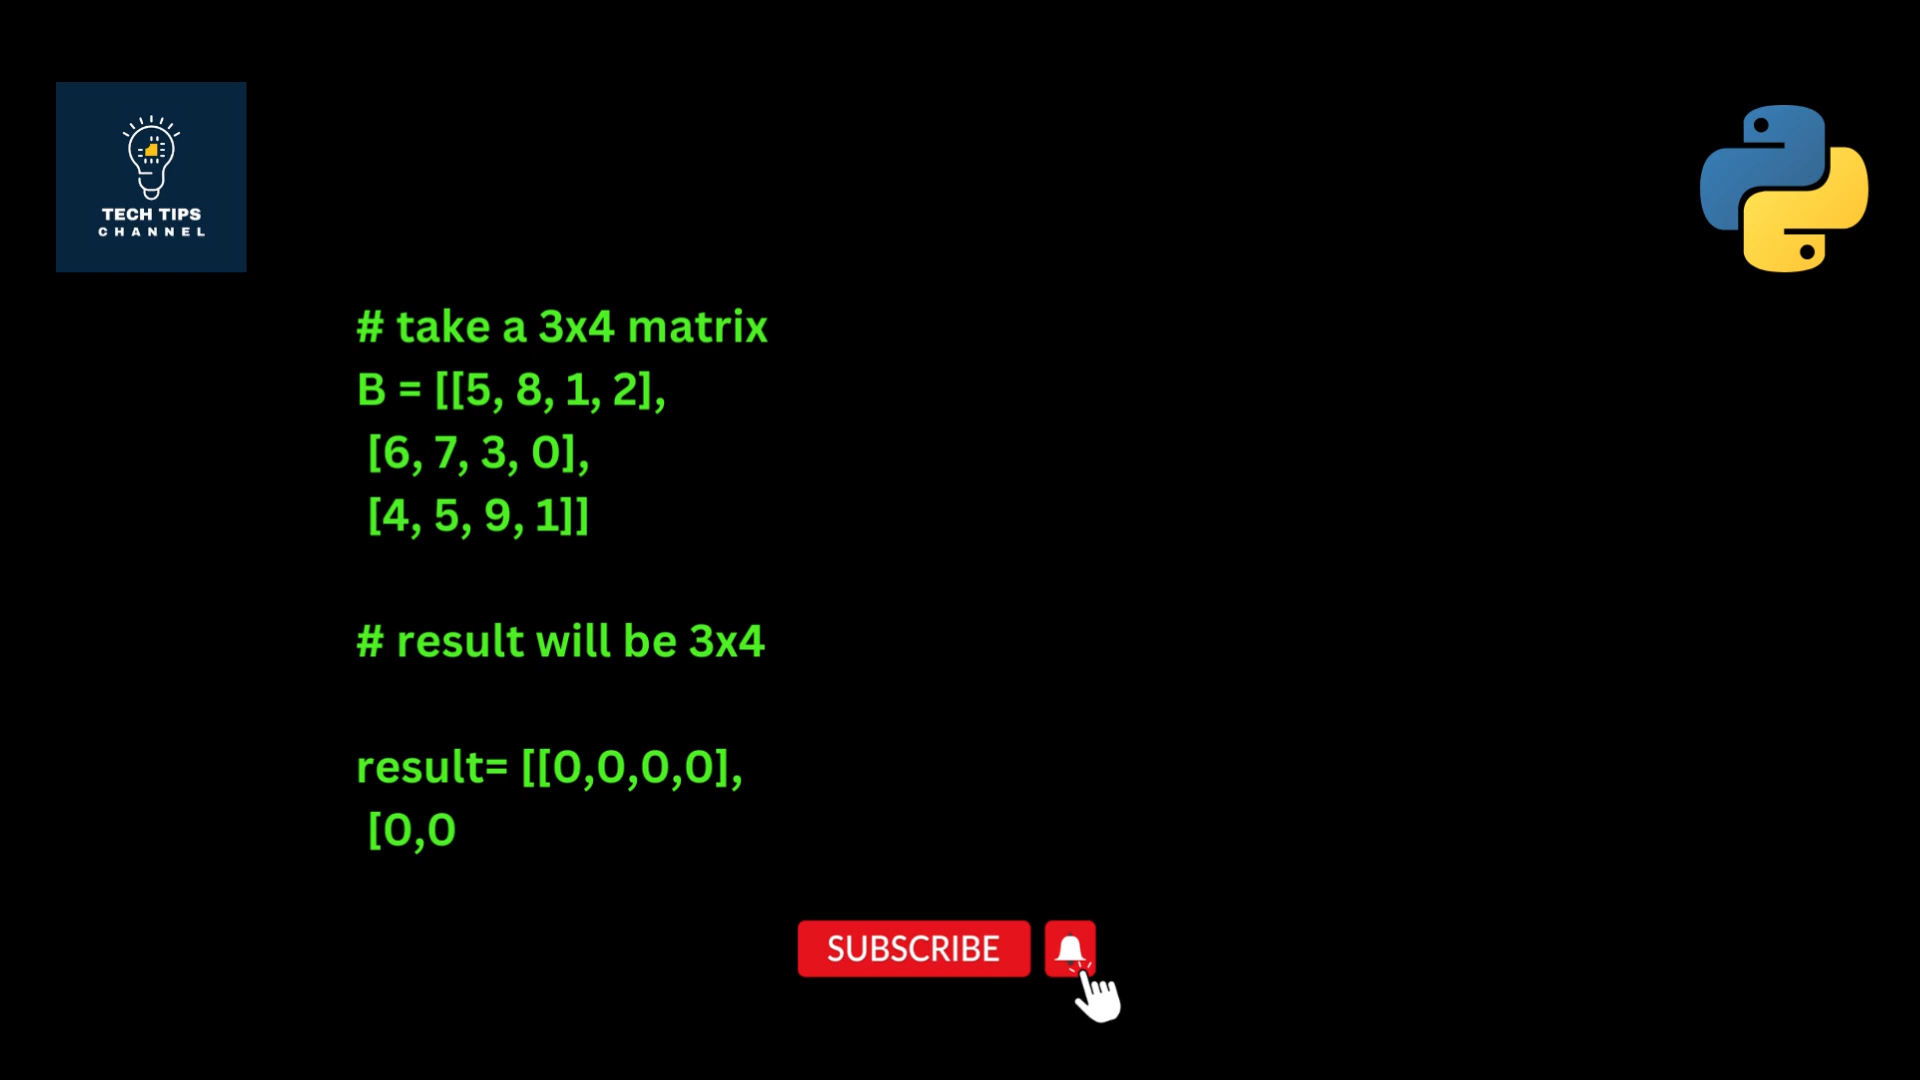 TECH TIPS
CHANNEL
# take a 3x4 matrix
B = [[5, 8, 1, 2],
[6, 7, 3, 0],
[4, 5, 9, 1]]
# result will be 3x4
result= [[0,0,0,0],
[0,0
SUBSCRIBE